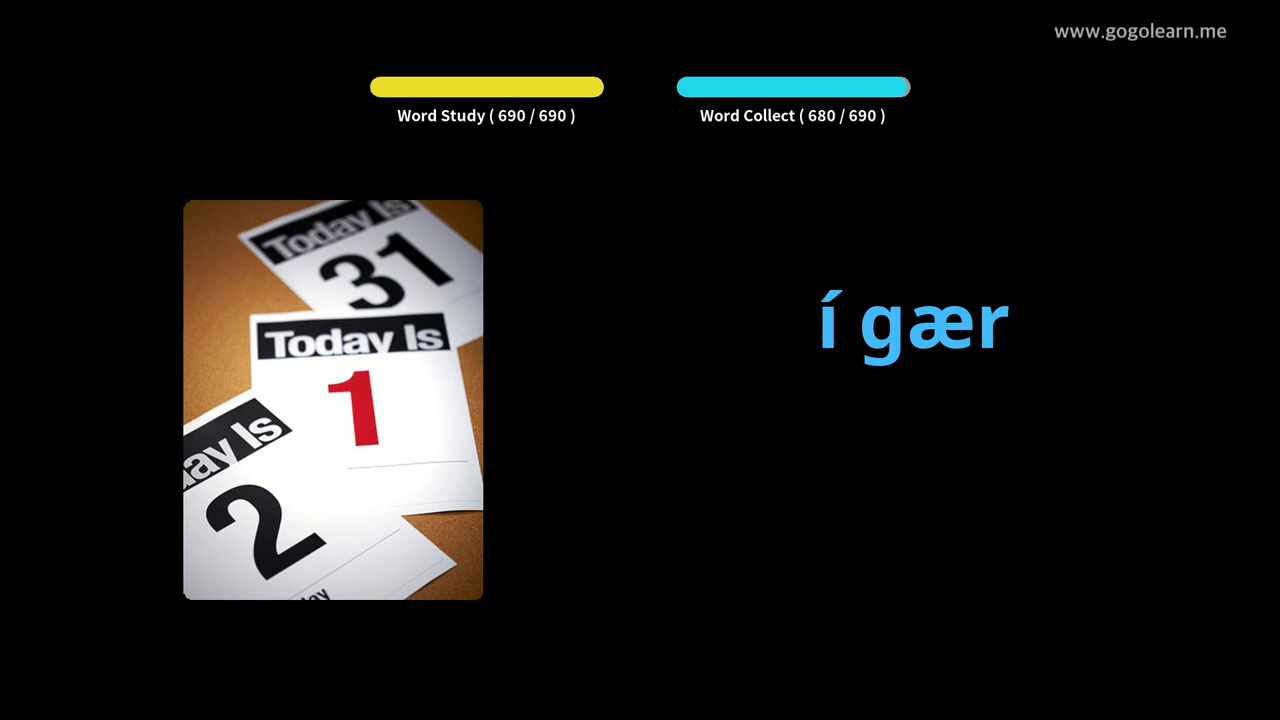 www.gogolearn.me
Word Study ( 690 / 690 )
Word Collect ( 680 / 690 )
Today Is
31
Today Is
1
í gær
ay Is
2